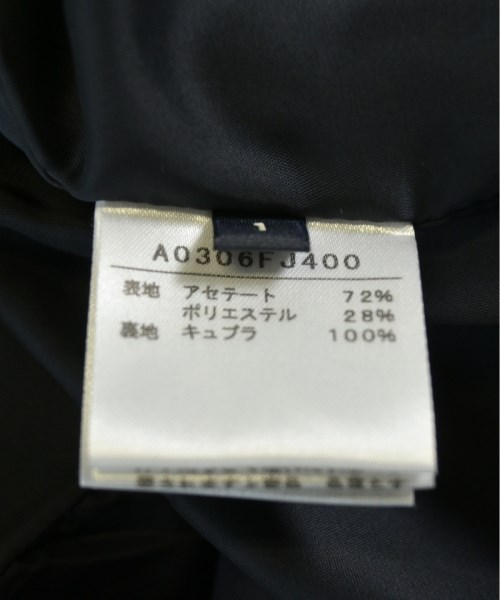 1
A0306FJ400
表地 アセテート 72%
ポリエステル 28%
裏地 キュプラ 100%